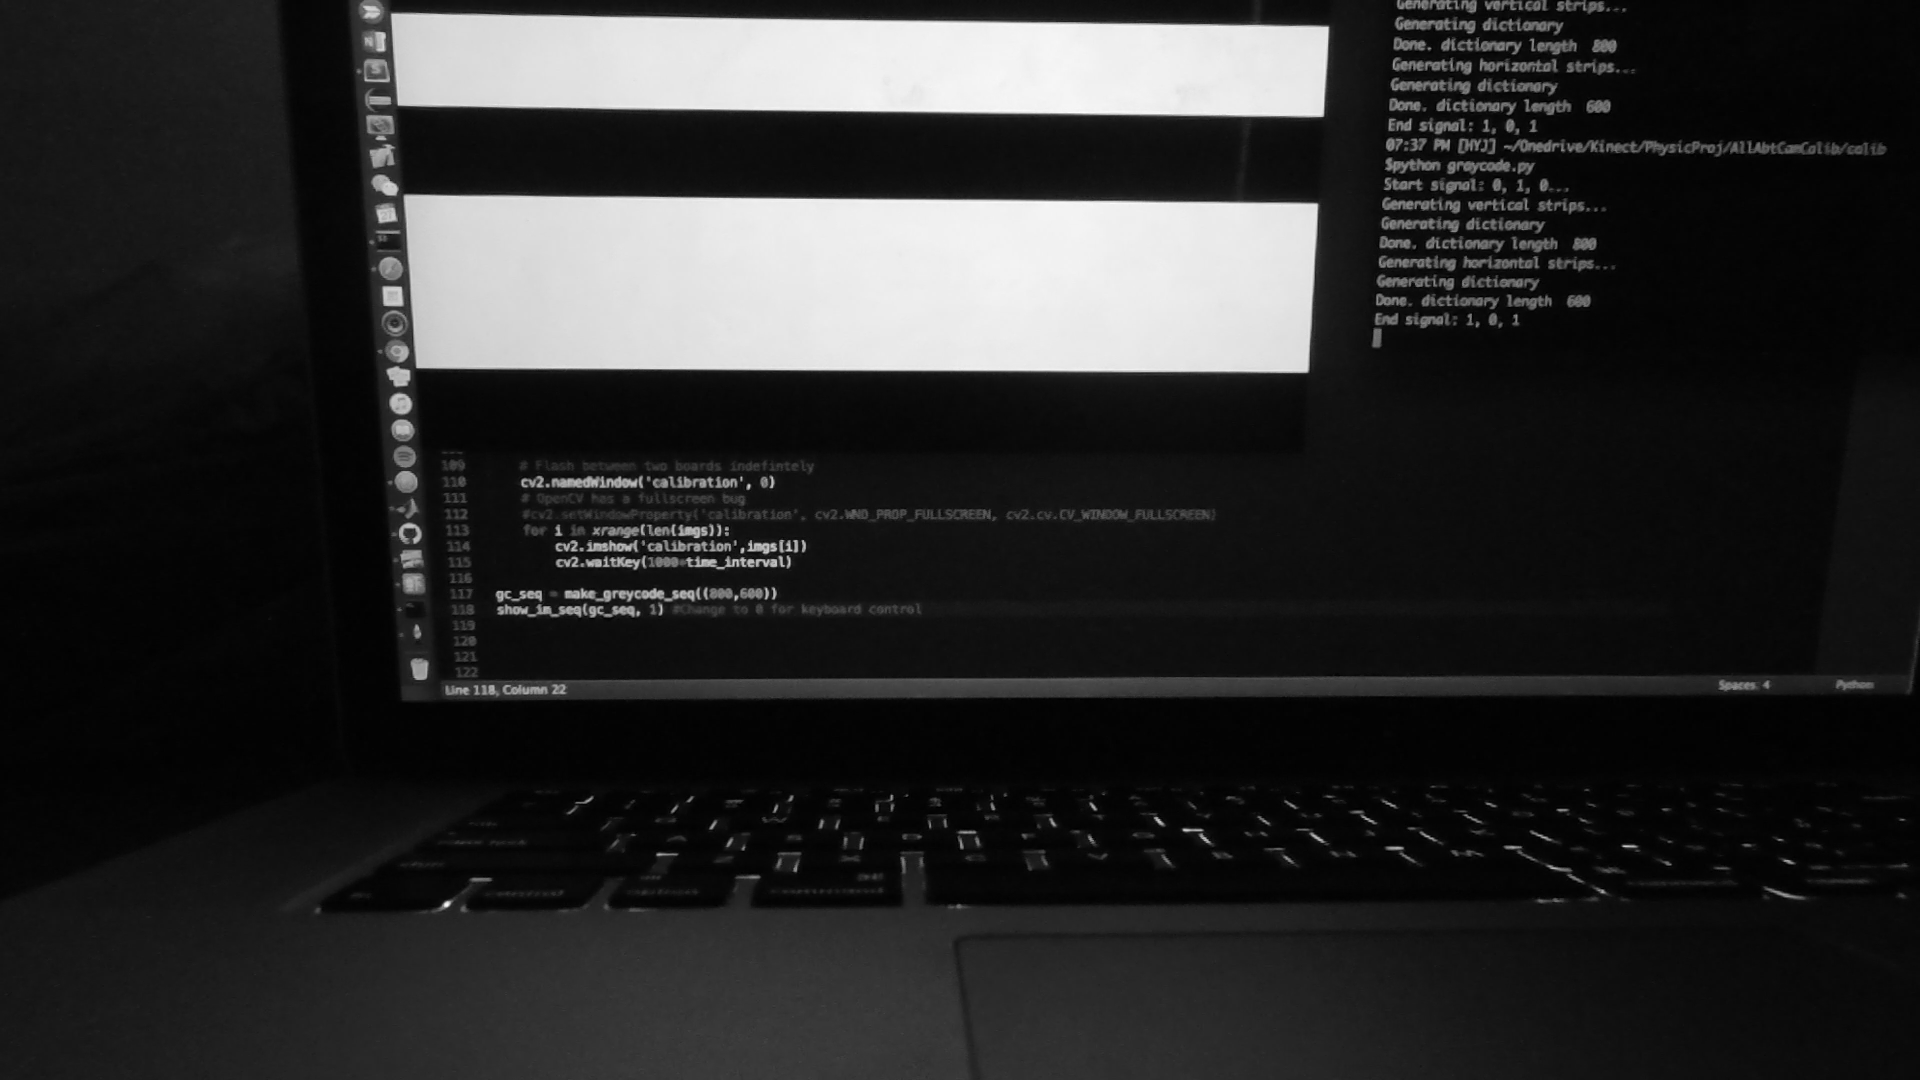 Generating vertical strips...
Generating dictionary
Done. dictionary length 800
Generating horizontal strips...
Generating dictionary
Done. dictionary length 600
End signal: 1, 0, 1
07:37 PM [HYJ] ~/Onedrive/Kinect/PhysicProj/AllAbtCamCalib/calib
$python graycode.py
Start signal: 0, 1, 0...
Generating vertical strips...
Generating dictionary
Done. dictionary length 800
Generating horizontal strips...
Generating dictionary
Done. dictionary length 600
End signal: 1, 0, 1
109 # Flash between two boards indefintely
110 cv2.namedWindow('calibration', 0)
111 # OpenCV has a fullscreen bug
112 #cv2.setWindowProperty('calibration', cv2.WND_PROP_FULLSCREEN, cv2.cv.CV_WINDOW_FULLSCREEN)
113 for i in xrange(len(imgs)):
114 cv2.imshow('calibration',imgs[i])
115 cv2.waitKey(1000*time_interval)
116
117 gc_seq = make_greycode_seq((800,600))
118 show_im_seq(gc_seq, 1) #Change to 0 for keyboard control
119
120
121
122
Line 118, Column 22 Spaces: 4 Python
A S D F
Z X C V B N M
control option command